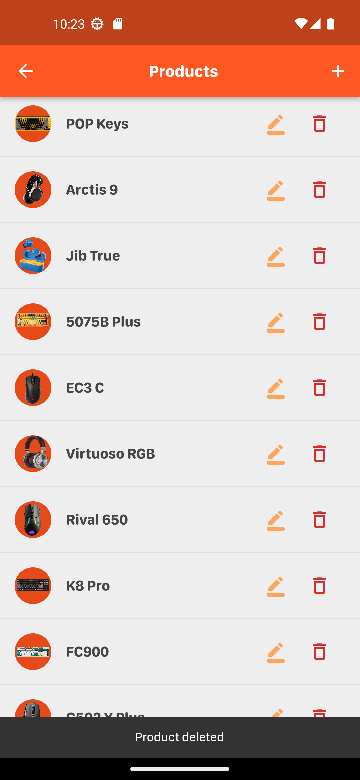 10:23
Products
POP Keys
Arctis 9
Jib True
5075B Plus
EC3 C
Virtuoso RGB
Rival 650
K8 Pro
FC900
Product deleted